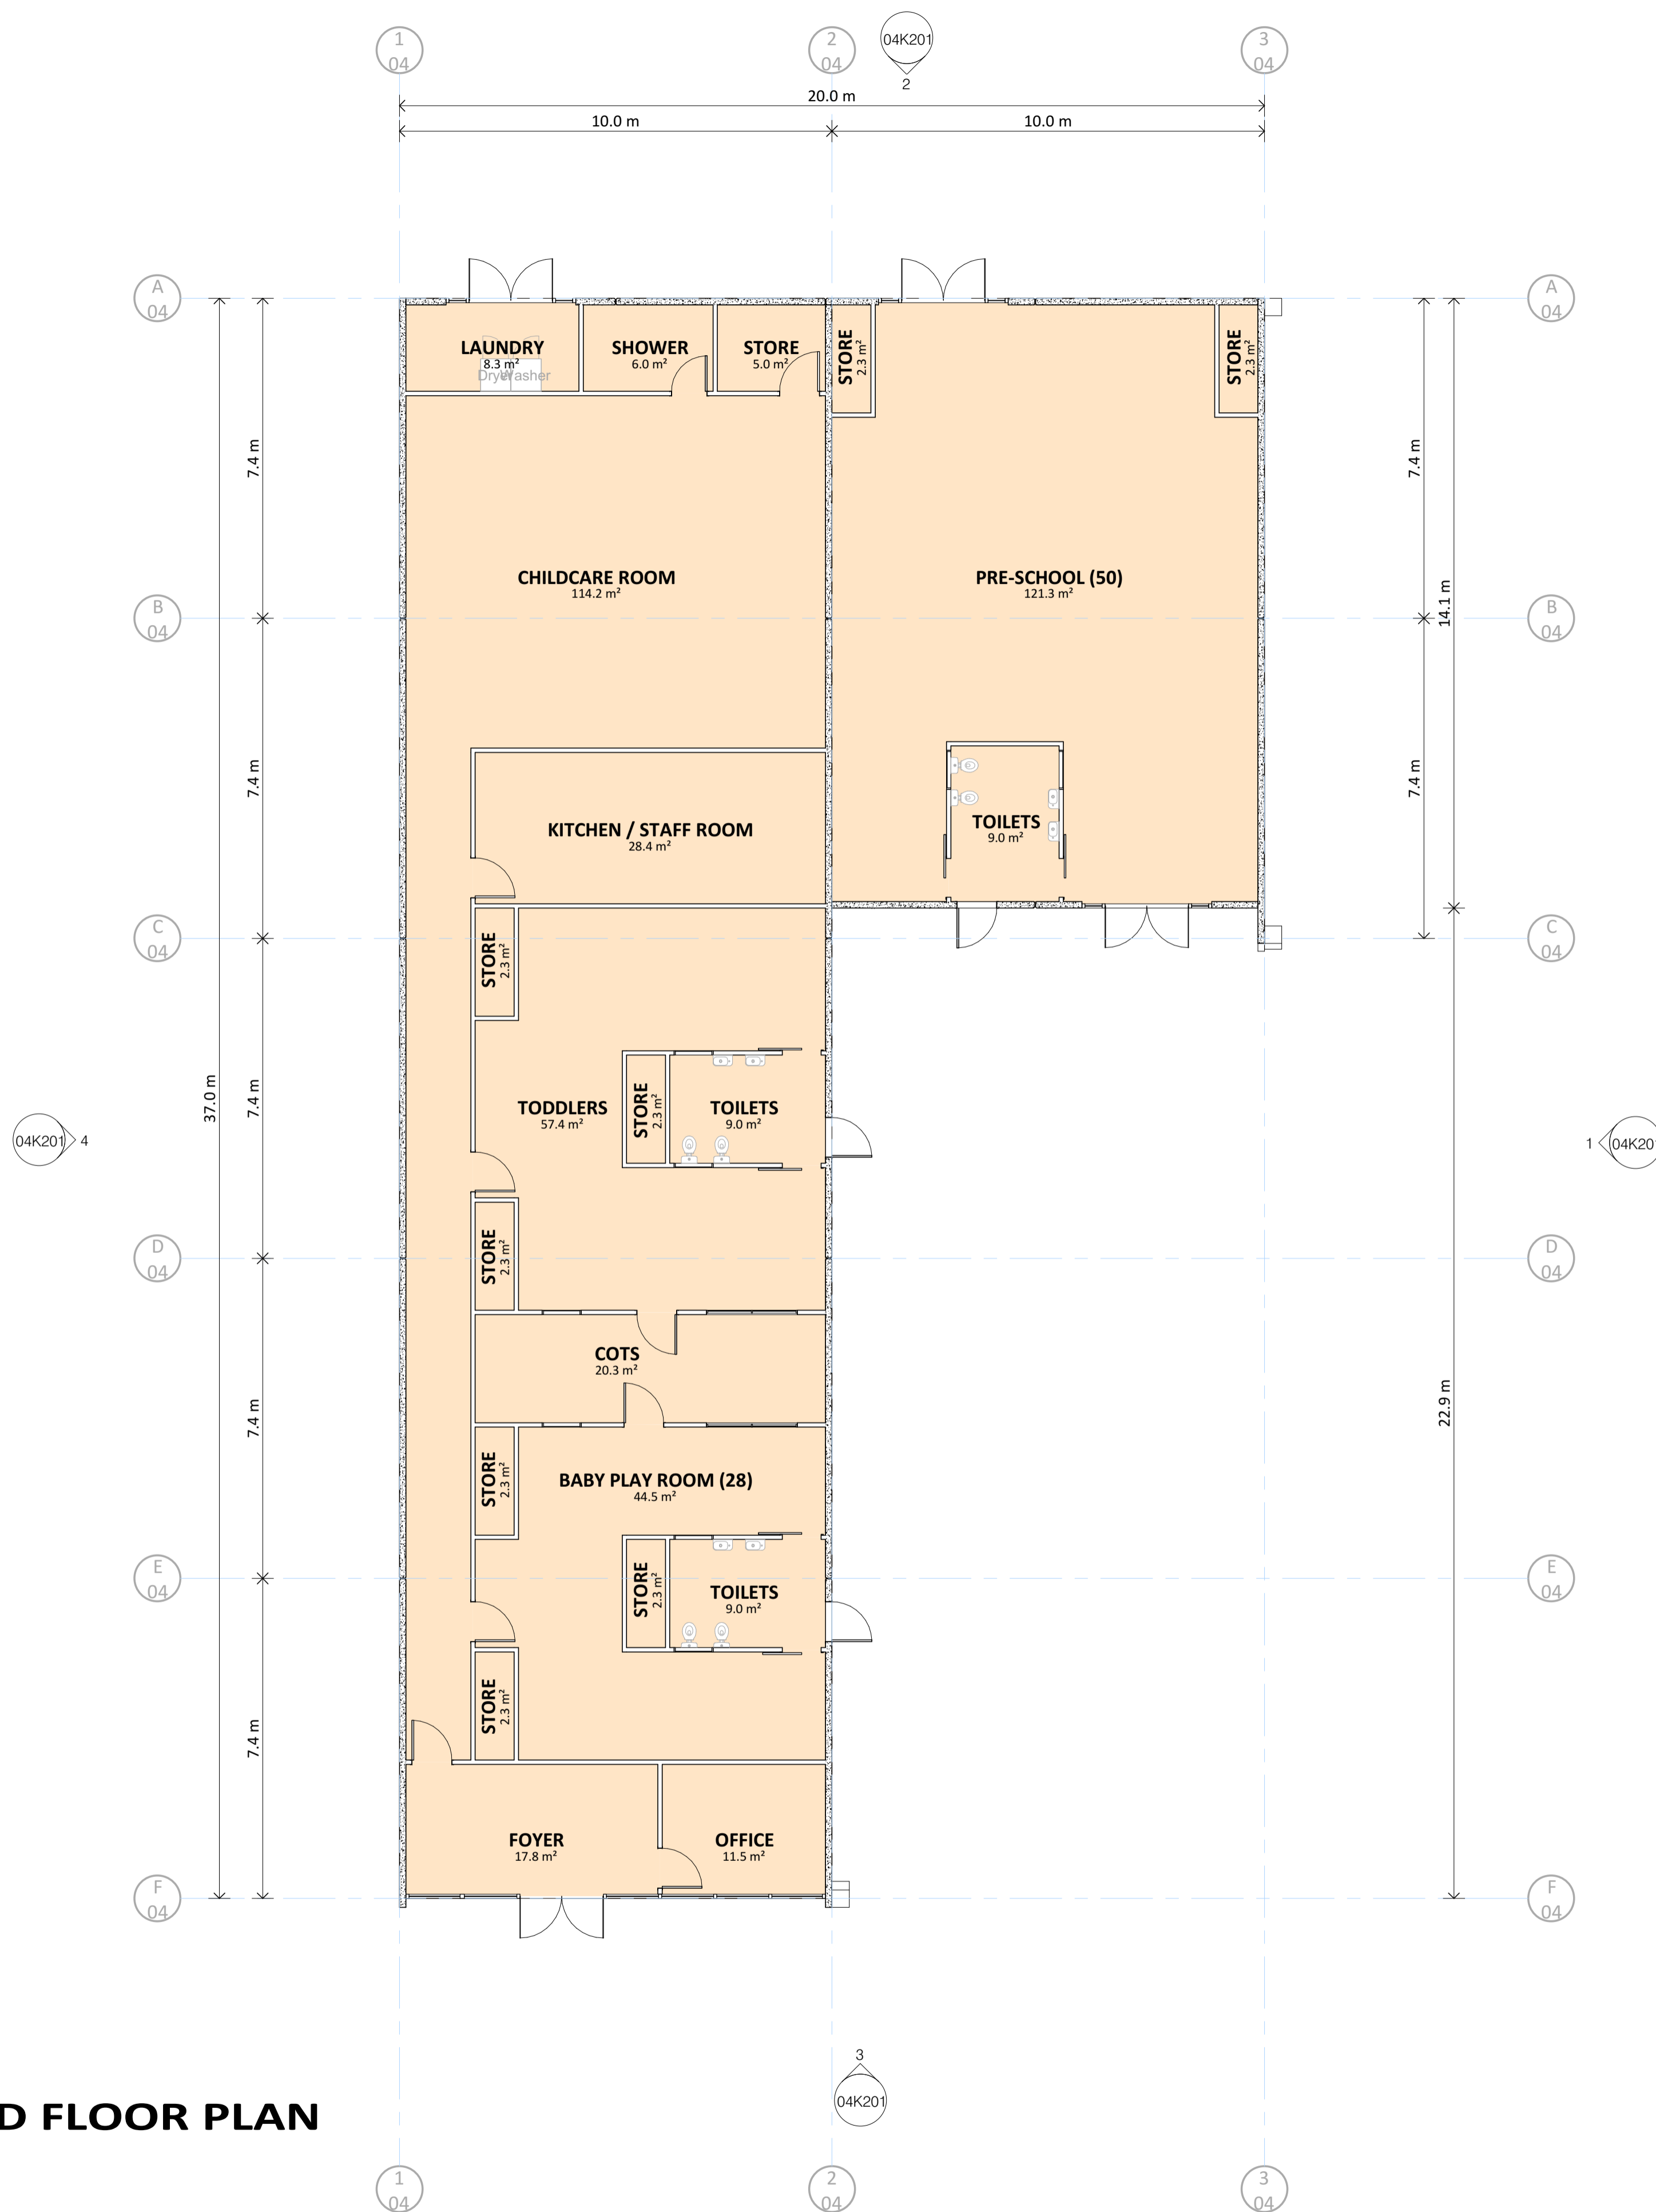 1
04
2
04
04K201
2
3
04
20.0 m
10.0 m
10.0 m
A
04
A
04
LAUNDRY
8.3 m²
Dryer
Washer
SHOWER
6.0 m²
STORE
5.0 m²
STORE
2.3 m²
STORE
2.3 m²
7.4 m
7.4 m
CHILDCARE ROOM
114.2 m²
PRE-SCHOOL (50)
121.3 m²
14.1 m
B
04
B
04
7.4 m
7.4 m
KITCHEN / STAFF ROOM
28.4 m²
TOILETS
9.0 m²
C
04
C
04
STORE
2.3 m²
37.0 m
7.4 m
TODDLERS
57.4 m²
STORE
2.3 m²
TOILETS
9.0 m²
04K201
4
1
04K201
STORE
2.3 m²
D
04
D
04
COTS
20.3 m²
7.4 m
22.9 m
STORE
2.3 m²
BABY PLAY ROOM (28)
44.5 m²
E
04
E
04
STORE
2.3 m²
TOILETS
9.0 m²
STORE
2.3 m²
7.4 m
FOYER
17.8 m²
OFFICE
11.5 m²
F
04
F
04
3
04K201
D FLOOR PLAN
1
04
2
04
3
04